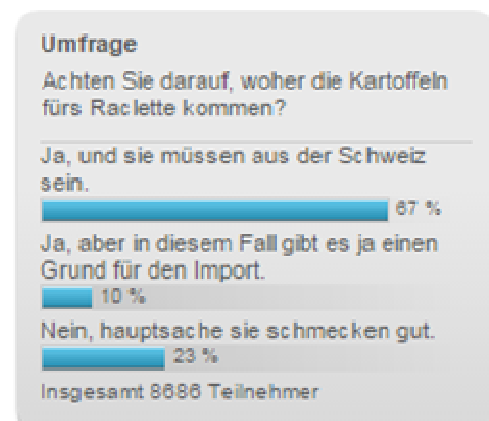 Umfrage
Achten Sie darauf, woher die Kartoffeln
fürs Raclette kommen?
Ja, und sie müssen aus der Schweiz
sein.
67 %
Ja, aber in diesem Fall gibt es ja einen
Grund für den Import.
10 %
Nein, hauptsache sie schmecken gut.
23 %
Insgesamt 8686 Teilnehmer